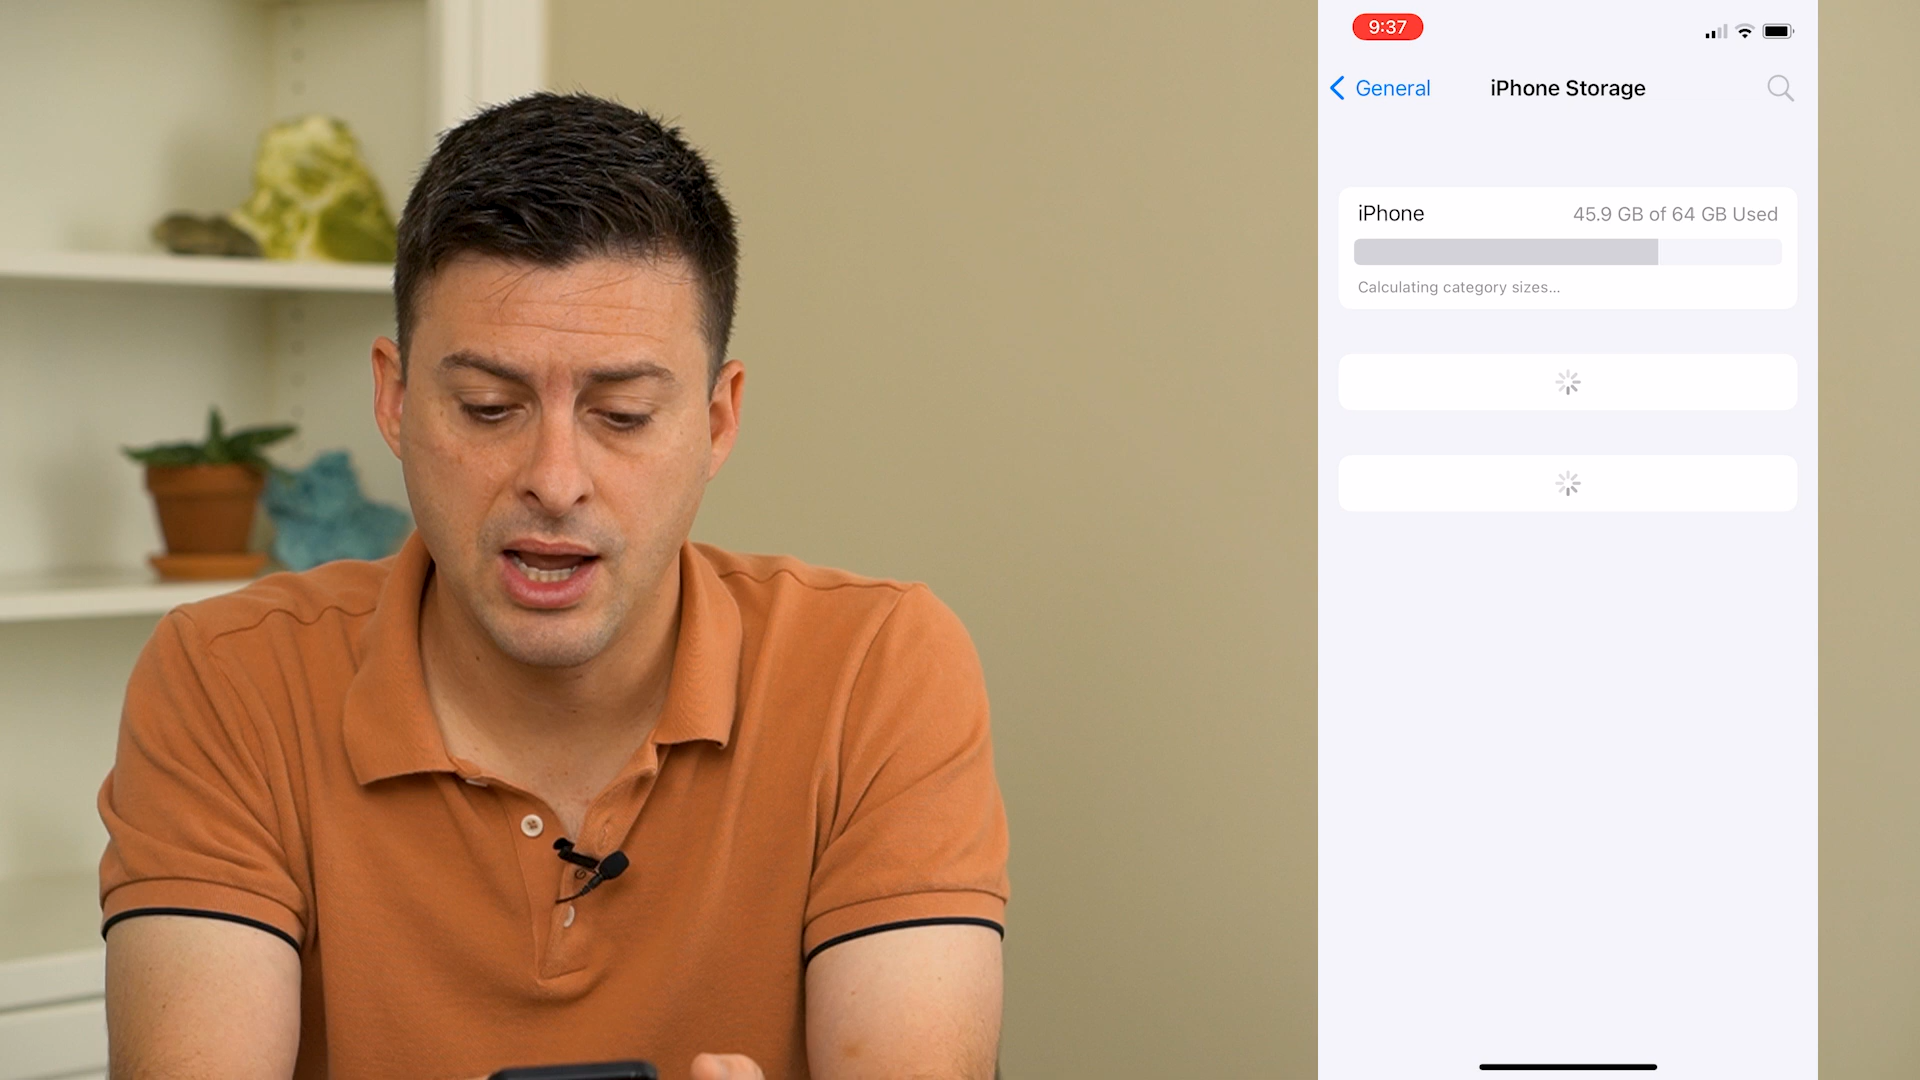 9:37
General
iPhone Storage
iPhone
45.9 GB of 64 GB Used
Calculating category sizes...